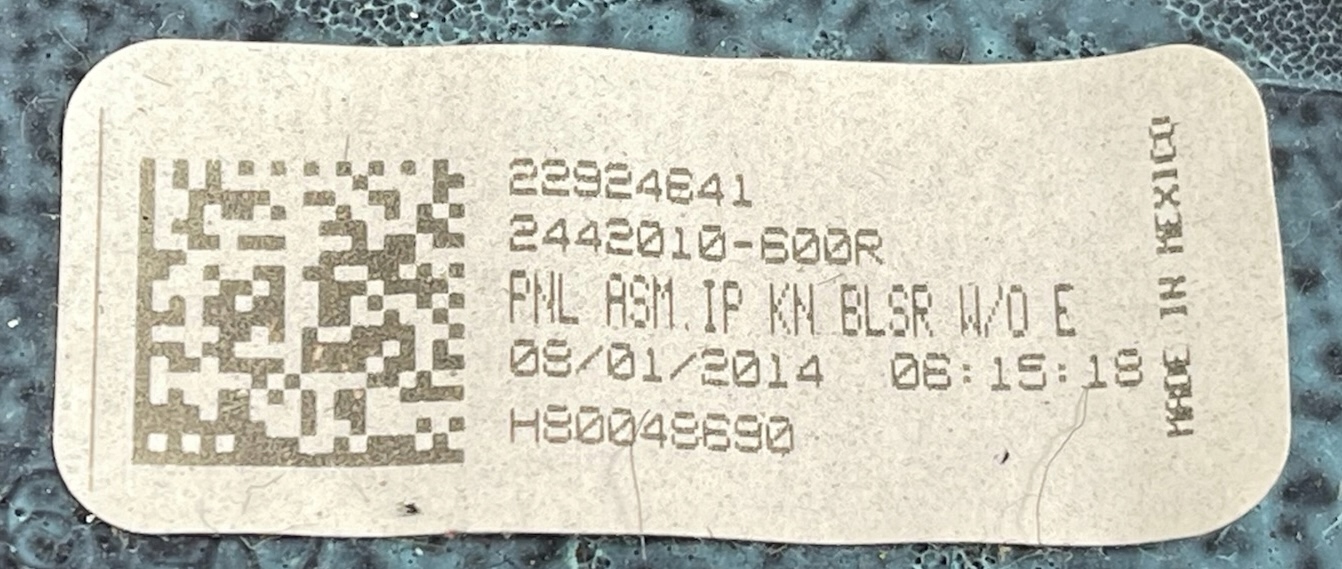 22924641
2442010-600R
PNL ASM.IP KN BLSR W/O E
08/01/2014 06:15:18
H80048690
MADE IN MEXICO